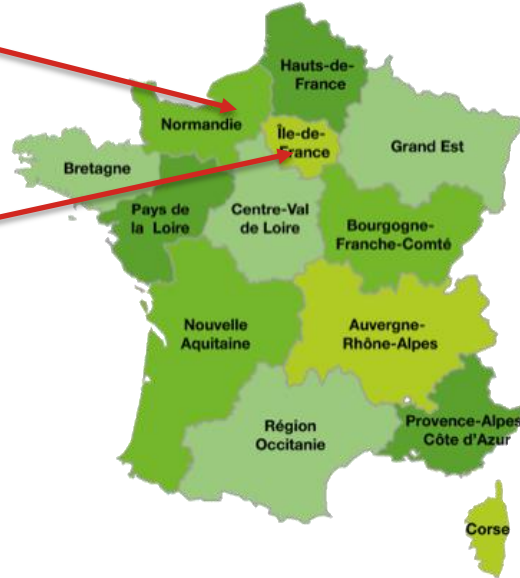 Hauts-de-
France
Normandie
Île-de-
France
Grand Est
Bretagne
Pays de
la Loire
Centre-Val
de Loire
Bourgogne-
Franche-Comté
Nouvelle
Aquitaine
Auvergne-
Rhône-Alpes
Région
Occitanie
Provence-Alpes
Côte d'Azur
Corse